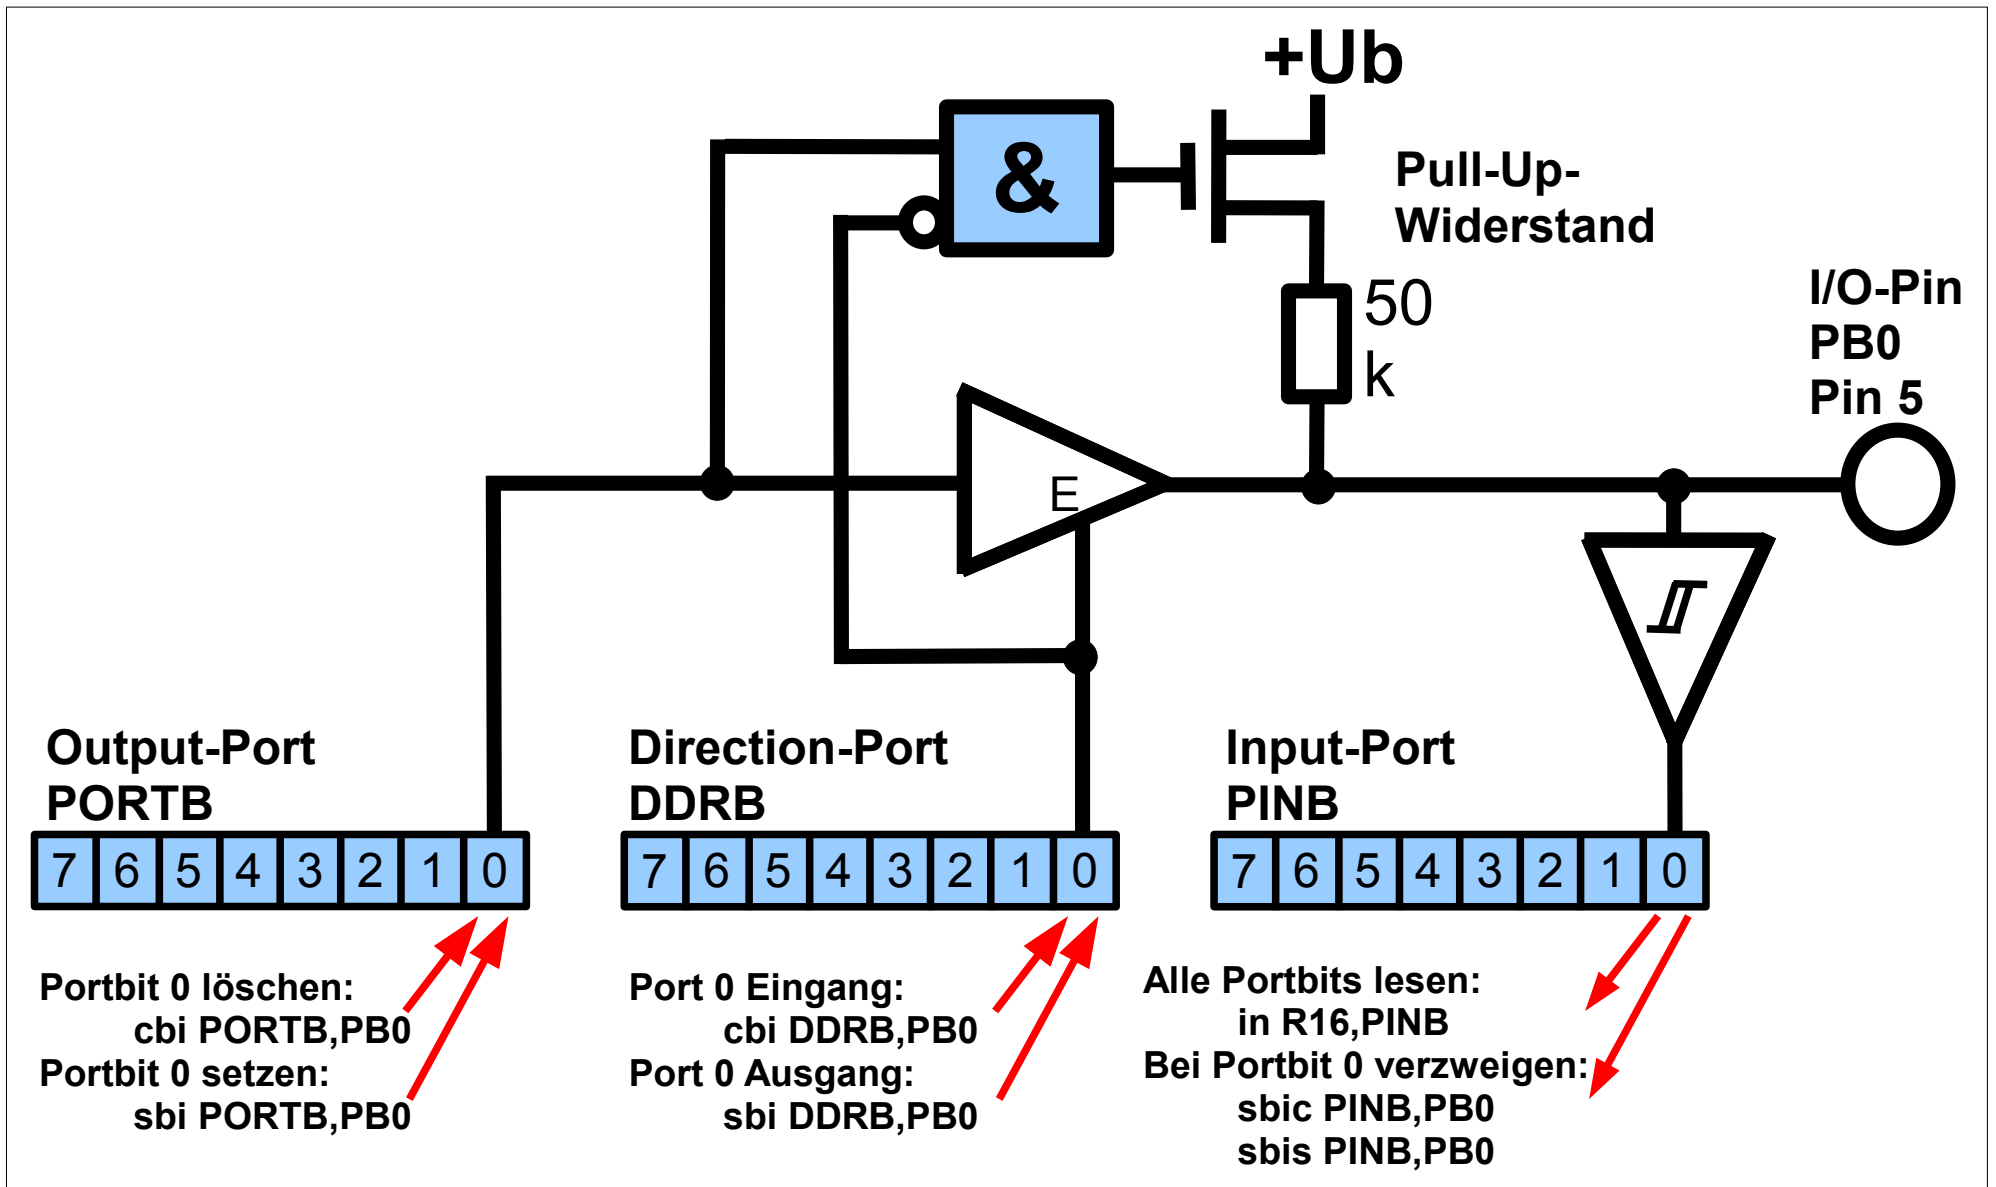 +Ub
&
Pull-Up-
Widerstand
50
k
I/O-Pin
PB0
Pin 5
E
Output-Port
PORTB
7 6 5 4 3 2 1 0
Portbit 0 löschen:
cbi PORTB,PB0
Portbit 0 setzen:
sbi PORTB,PB0
Direction-Port
DDRB
7 6 5 4 3 2 1 0
Port 0 Eingang:
cbi DDRB,PB0
Port 0 Ausgang:
sbi DDRB,PB0
Input-Port
PINB
7 6 5 4 3 2 1 0
Alle Portbits lesen:
in R16,PINB
Bei Portbit 0 verzweigen:
sbic PINB,PB0
sbis PINB,PB0